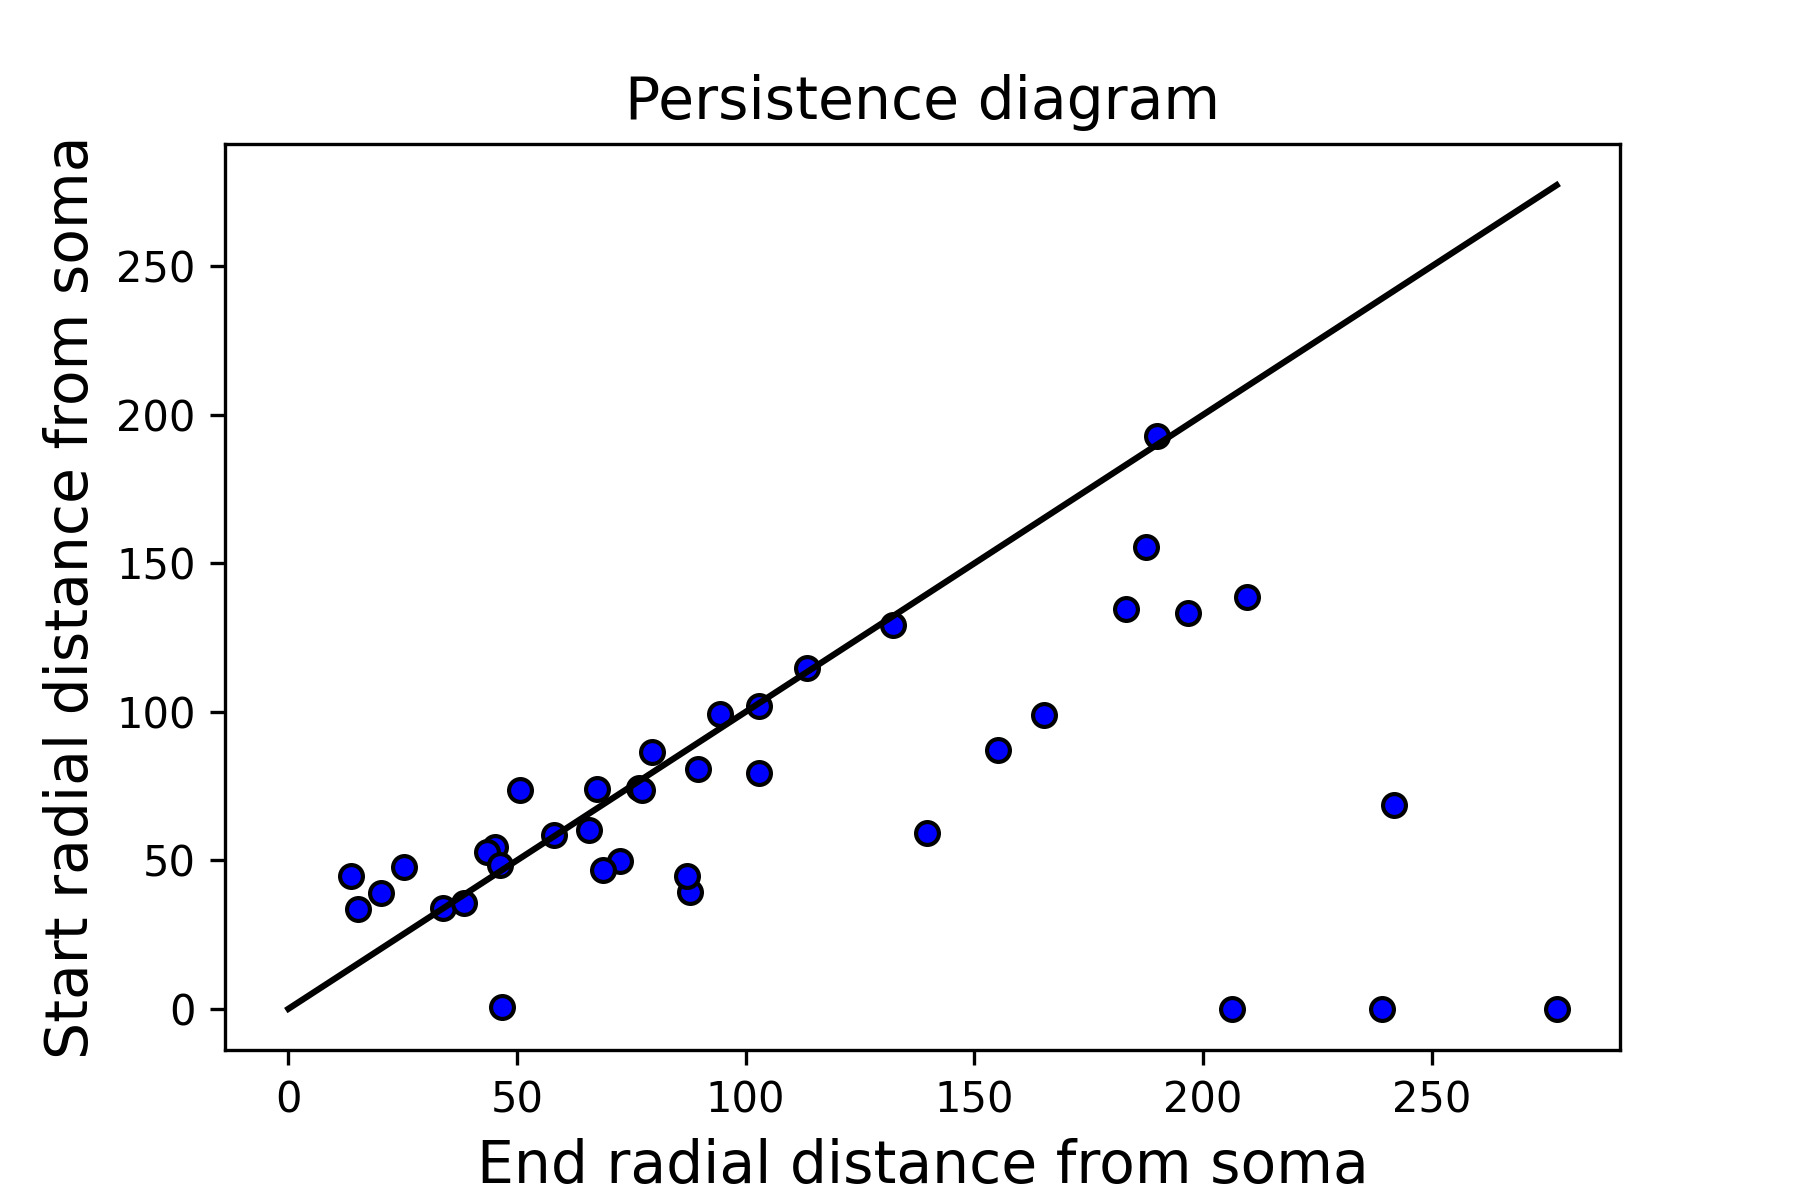 Persistence diagram
Start radial distance from soma
250
200
150
100
50
0
0 50 100 150 200 250
End radial distance from soma